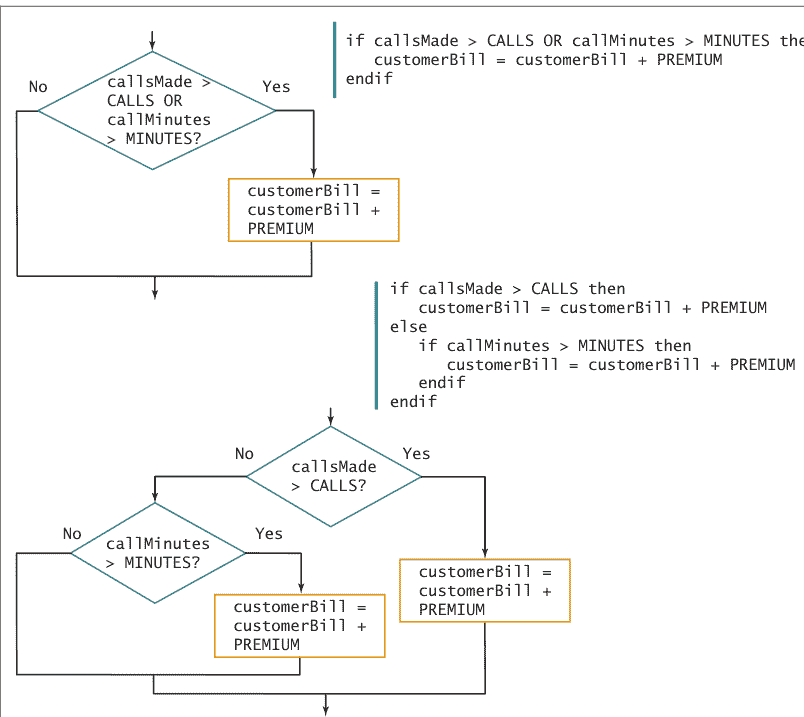 if callsMade > CALLS OR callMinutes > MINUTES
customerBill = customerBill + PREMIUM
endif
No
callsMade >
CALLS OR
callMinutes
> MINUTES?
Yes
customerBill =
customerBill +
PREMIUM
if callsMade > CALLS then
customerBill = customerBill + PREMIUM
else
if callMinutes > MINUTES then
customerBill = customerBill + PREMIUM
endif
endif
No
callsMade
> CALLS?
Yes
No
callMinutes
> MINUTES?
Yes
customerBill =
customerBill +
PREMIUM
customerBill =
customerBill +
PREMIUM